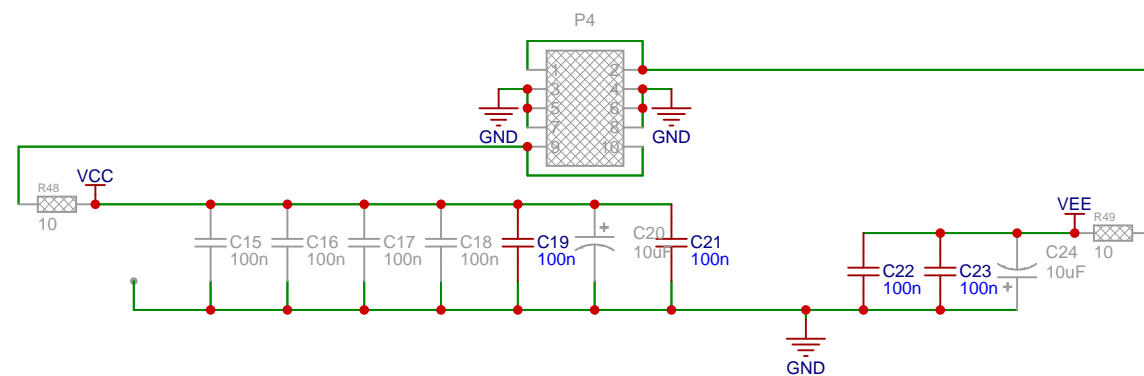 P4
1 2
3 4
5 6
7 8
9 10
GND GND
R48
10
VCC
C15
100n
C16
100n
C17
100n
C18
100n
C19
100n
+
C20
10uF
C21
100n
VEE
R49
10
C22
100n
C23
100n
C24
10uF
+
GND